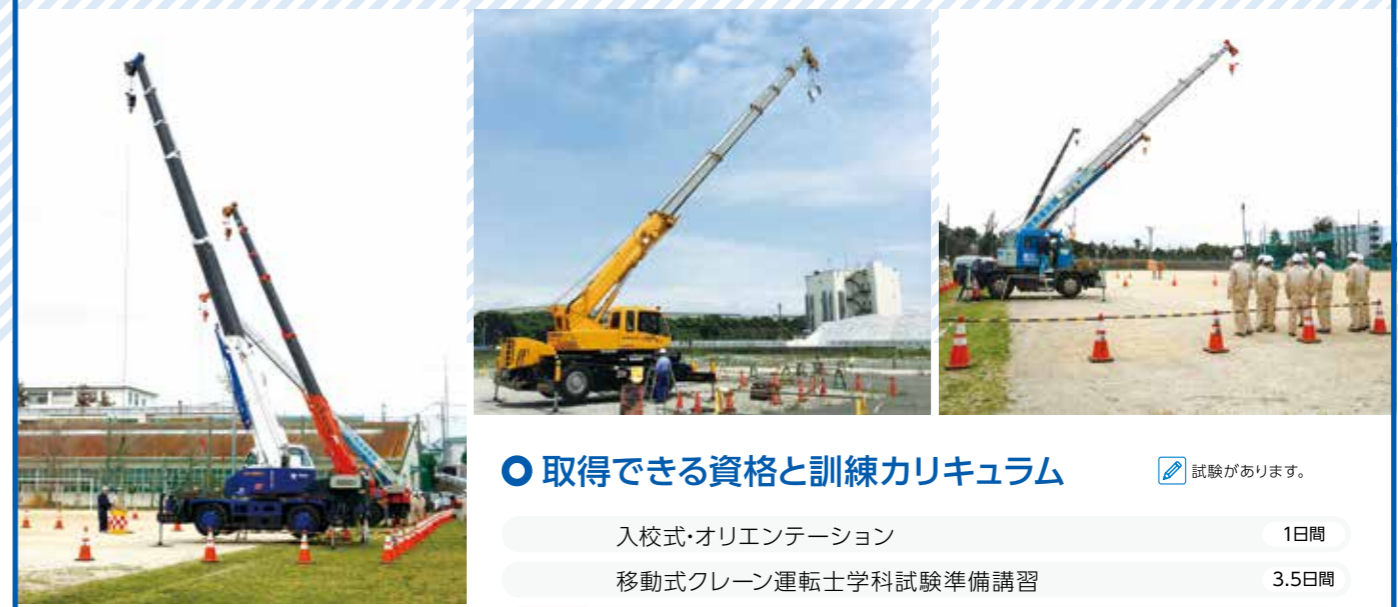 取得できる資格と訓練カリキュラム
試験があります。
入校式・オリエンテーション 1日間
移動式クレーン運転士学科試験準備講習 3.5日間